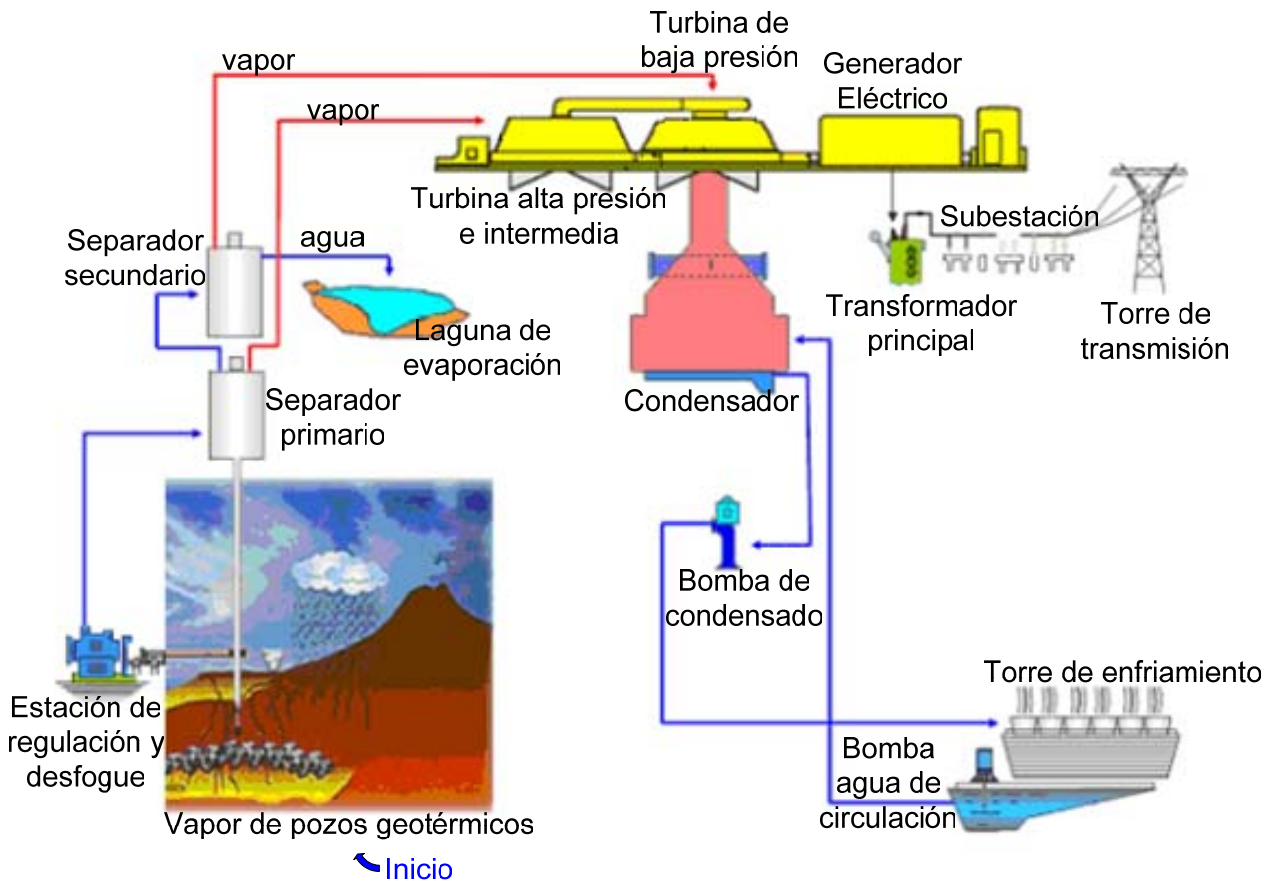 Turbina de
baja presión
vapor
Generador
Eléctrico
vapor
Turbina alta presión
e intermedia
Subestación
Separador
secundario
agua
Transformador
principal
Torre de
transmisión
Laguna de
evaporación
Separador
primario
Condensador
Bomba de
condensado
Torre de enfriamiento
Estación de
regulación y
desfogue
Bomba
agua de
circulación
Vapor de pozos geotérmicos
Inicio